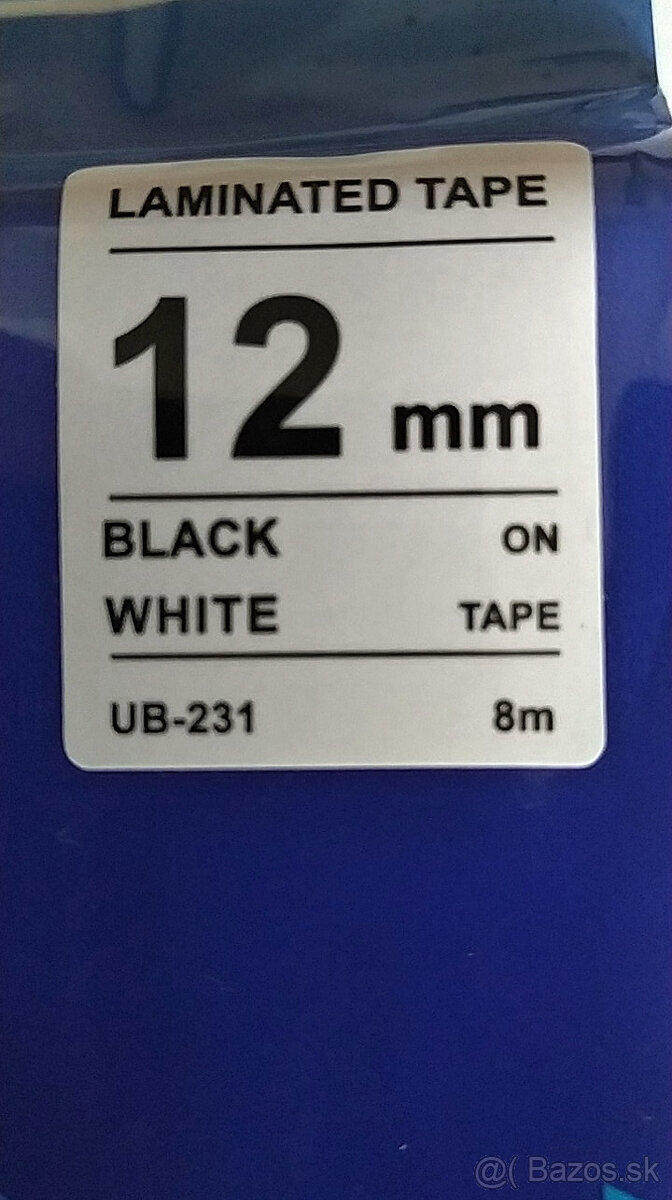 LAMINATED TAPE
12 mm
BLACK ON
WHITE TAPE
UB-231 8m
@( Bazos.sk